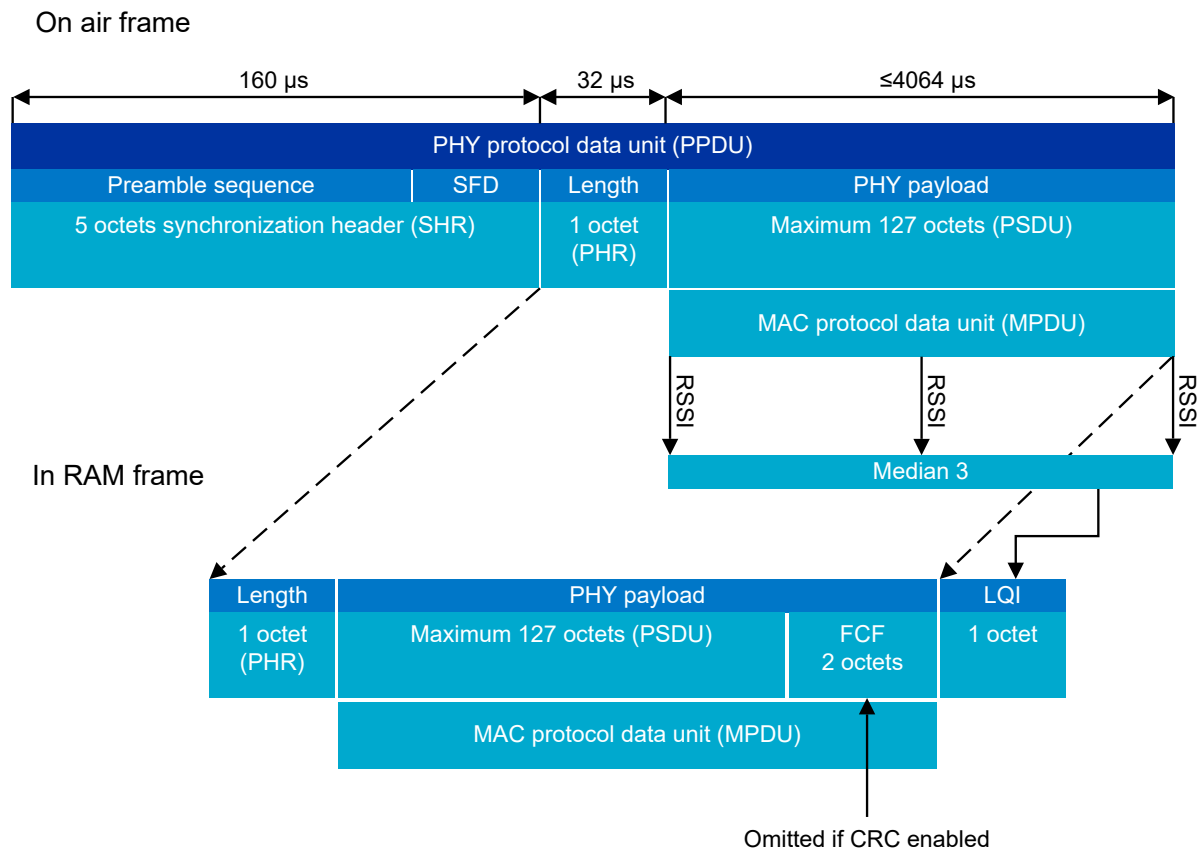 On air frame
160 µs
32 µs
≤4064 µs
PHY protocol data unit (PPDU)
Preamble sequence
SFD
Length
PHY payload
5 octets synchronization header (SHR)
1 octet
(PHR)
Maximum 127 octets (PSDU)
MAC protocol data unit (MPDU)
RSSI
RSSI
RSSI
In RAM frame
Median 3
Length
PHY payload
LQI
1 octet
(PHR)
Maximum 127 octets (PSDU)
FCF
2 octets
1 octet
MAC protocol data unit (MPDU)
Omitted if CRC enabled